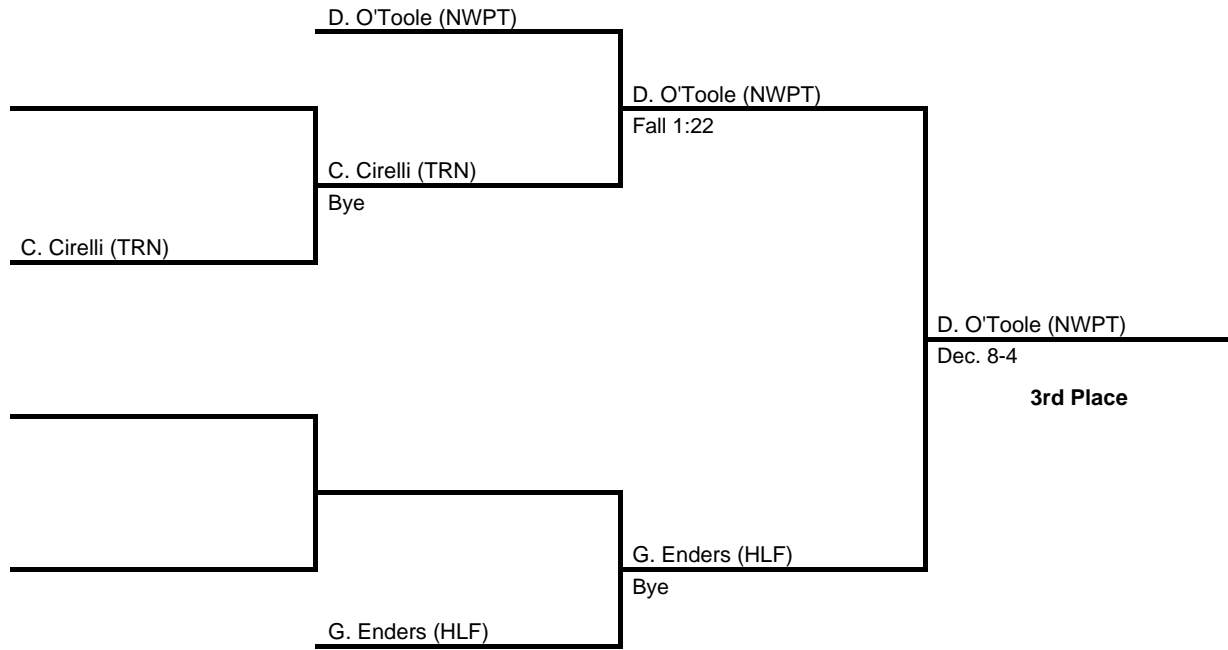 D. O'Toole (NWPT)
D. O'Toole (NWPT)
Fall 1:22
C. Cirelli (TRN)
Bye
C. Cirelli (TRN)
D. O'Toole (NWPT)
Dec. 8-4
3rd Place
G. Enders (HLF)
Bye
G. Enders (HLF)